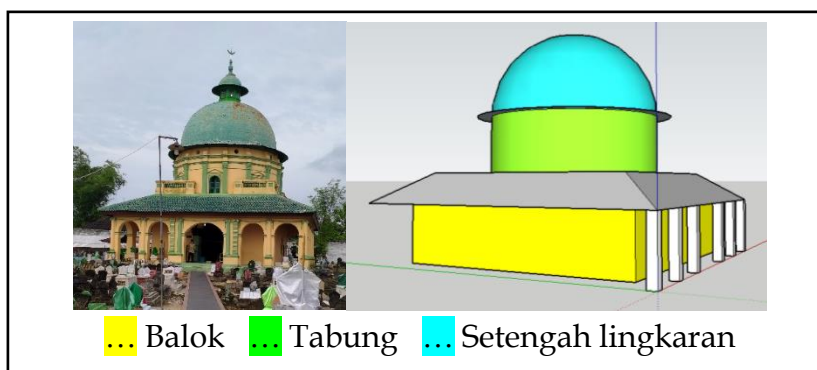 … Balok … Tabung … Setengah lingkaran